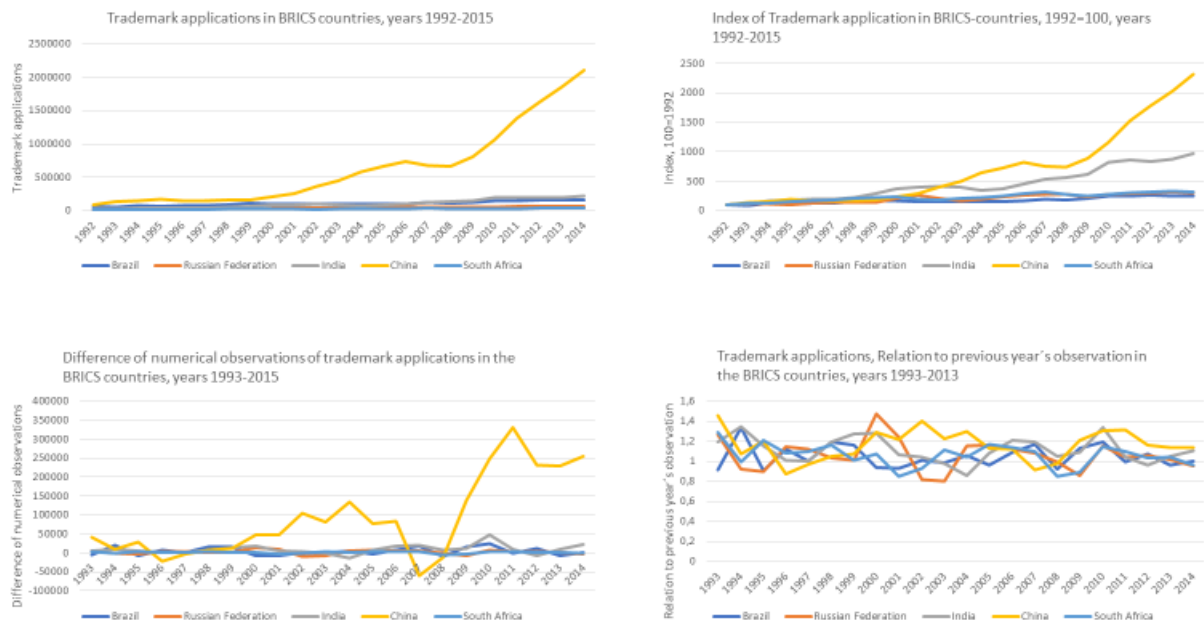 Trademark applications in BRICS countries, years 1992-2015
Trademark applications
2500000
2000000
1500000
1000000
500000
0
1992 1993 1994 1995 1996 1997 1998 1999 2000 2001 2002 2003 2004 2005 2006 2007 2008 2009 2010 2011 2012 2013 2014
Brazil Russian Federation India China South Africa
Index of Trademark application in BRICS-countries, 1992=100, years
1992-2015
Index, 100=1992
2500
2000
1500
1000
500
0
1992 1993 1994 1995 1996 1997 1998 1999 2000 2001 2002 2003 2004 2005 2006 2007 2008 2009 2010 2011 2012 2013 2014
Brazil Russian Federation India China South Africa
Difference of numerical observations of trademark applications in the
BRICS countries, years 1993-2015
Difference of numerical observations
400000
350000
300000
250000
200000
150000
100000
50000
0
-50000
-100000
1993 1994 1995 1996 1997 1998 1999 2000 2001 2002 2003 2004 2005 2006 2007 2008 2009 2010 2011 2012 2013 2014
Brazil Russian Federation India China South Africa
Trademark applications, Relation to previous year´s observation in
the BRICS countries, years 1993-2013
Relation to previous year´s observation
1,6
1,4
1,2
1
0,8
0,6
0,4
0,2
0
1993 1994 1995 1996 1997 1998 1999 2000 2001 2002 2003 2004 2005 2006 2007 2008 2009 2010 2011 2012 2013 2014
Brazil Russian Federation India China South Africa